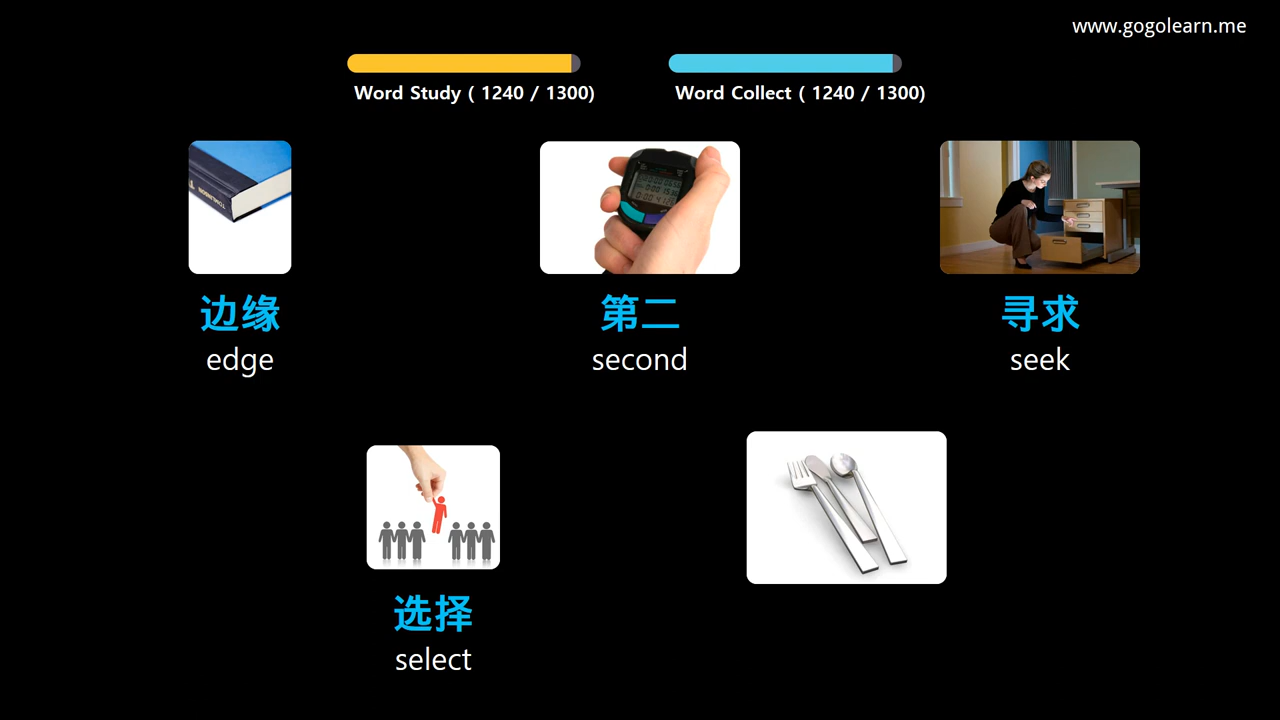 www.gogolearn.me
Word Study ( 1240 / 1300)
Word Collect ( 1240 / 1300)
边缘
edge
第二
second
寻求
seek
选择
select